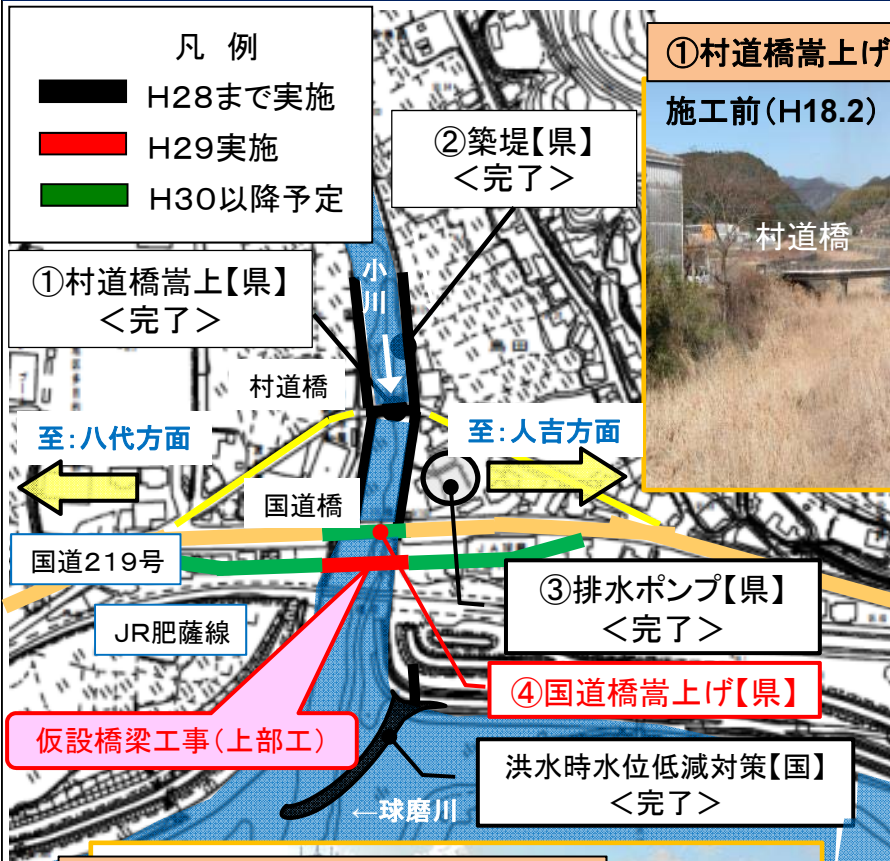 凡 例
H28まで実施
H29実施
H30以降予定
①村道橋嵩上げ
施工前(H18.2)
村道橋
②築堤【県】
<完了>
①村道橋嵩上【県】
<完了>
小川
村道橋
至:八代方面
至:人吉方面
国道橋
国道219号
③排水ポンプ【県】
<完了>
JR肥薩線
④国道橋嵩上げ【県】
仮設橋梁工事(上部工)
洪水時水位低減対策【国】
<完了>
←球磨川